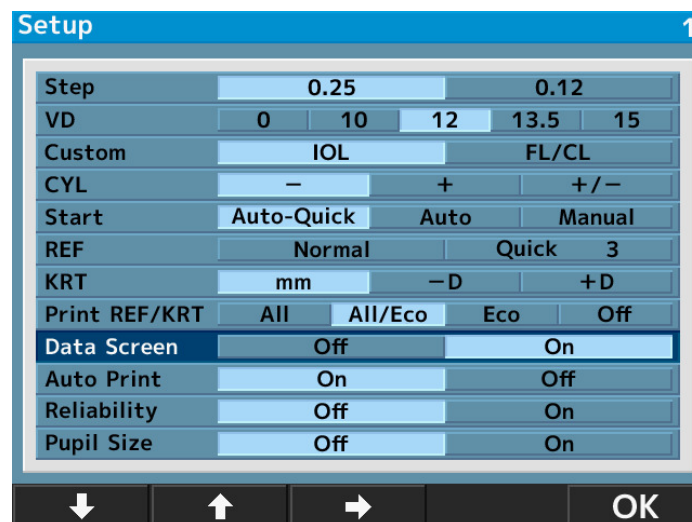 Setup 1
Step 0.25 0.12
VD 0 10 12 13.5 15
Custom IOL FL/CL
CYL − + +/−
Start Auto-Quick Auto Manual
REF Normal Quick 3
KRT mm −D +D
Print REF/KRT All All/Eco Eco Off
Data Screen Off On
Auto Print On Off
Reliability Off On
Pupil Size Off On
OK